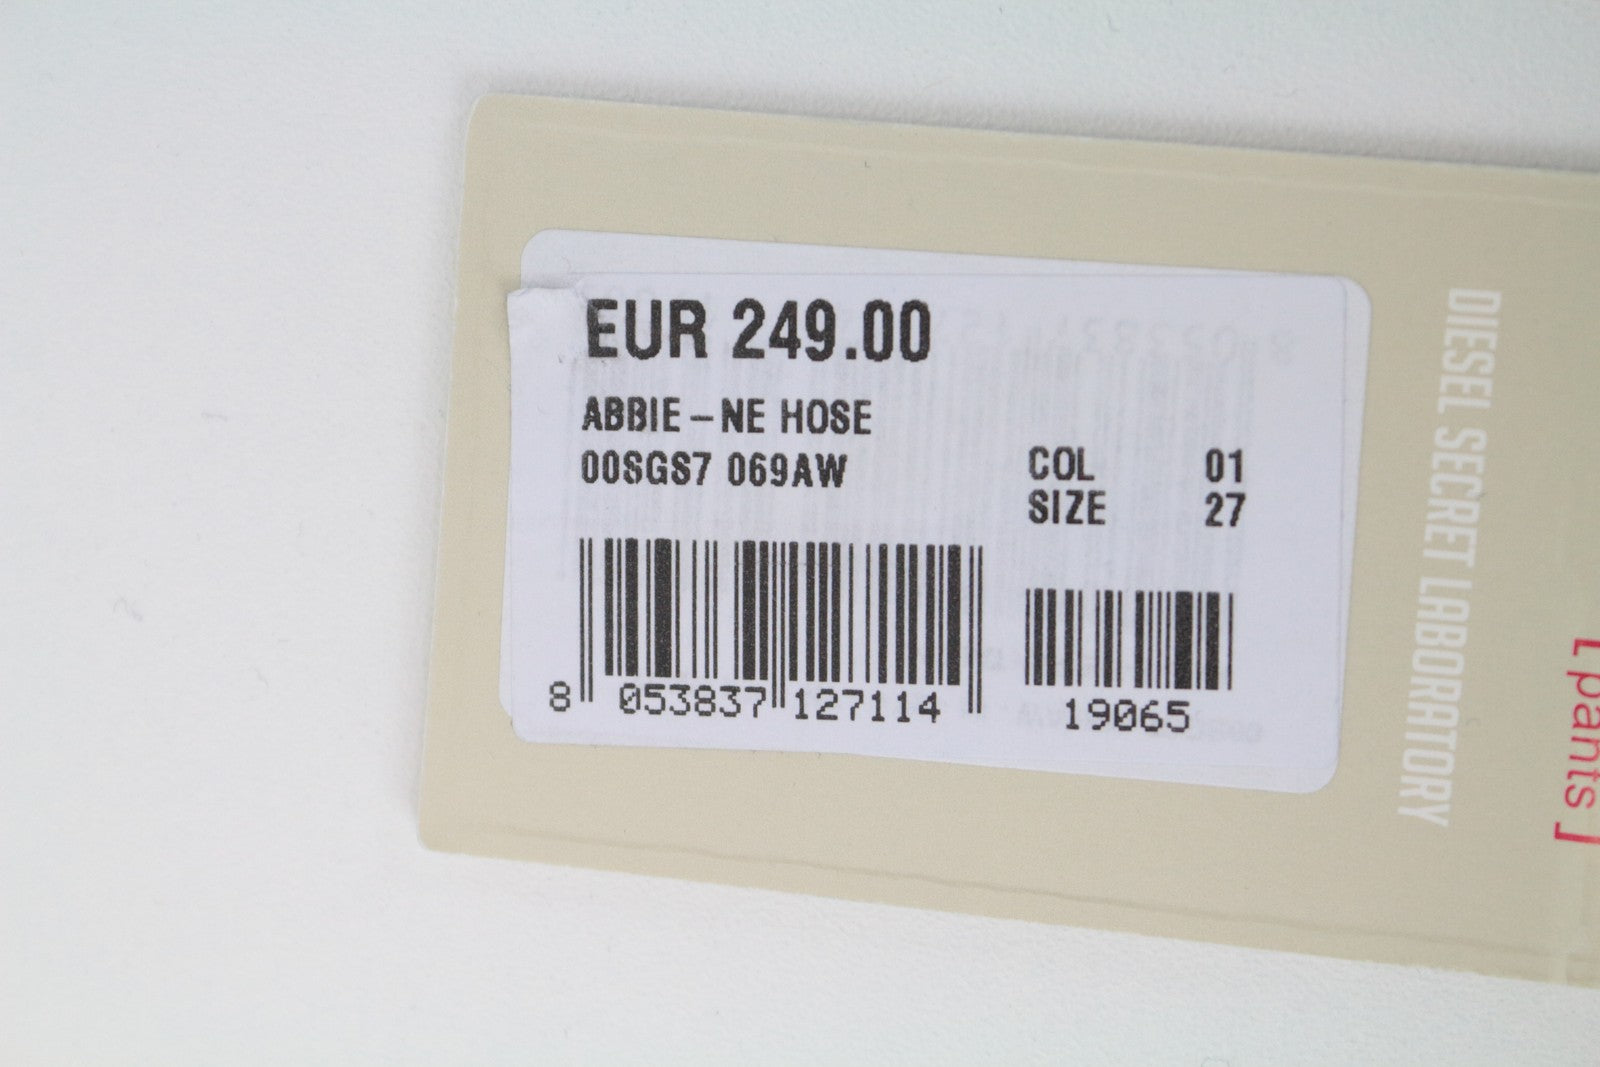 EUR 249.00
ABBIE-NE HOSE
00SGS7 069AW
COL 01
SIZE 27
8 053837 127114
19065
DIESEL SECRET LABORATORY
[pants]